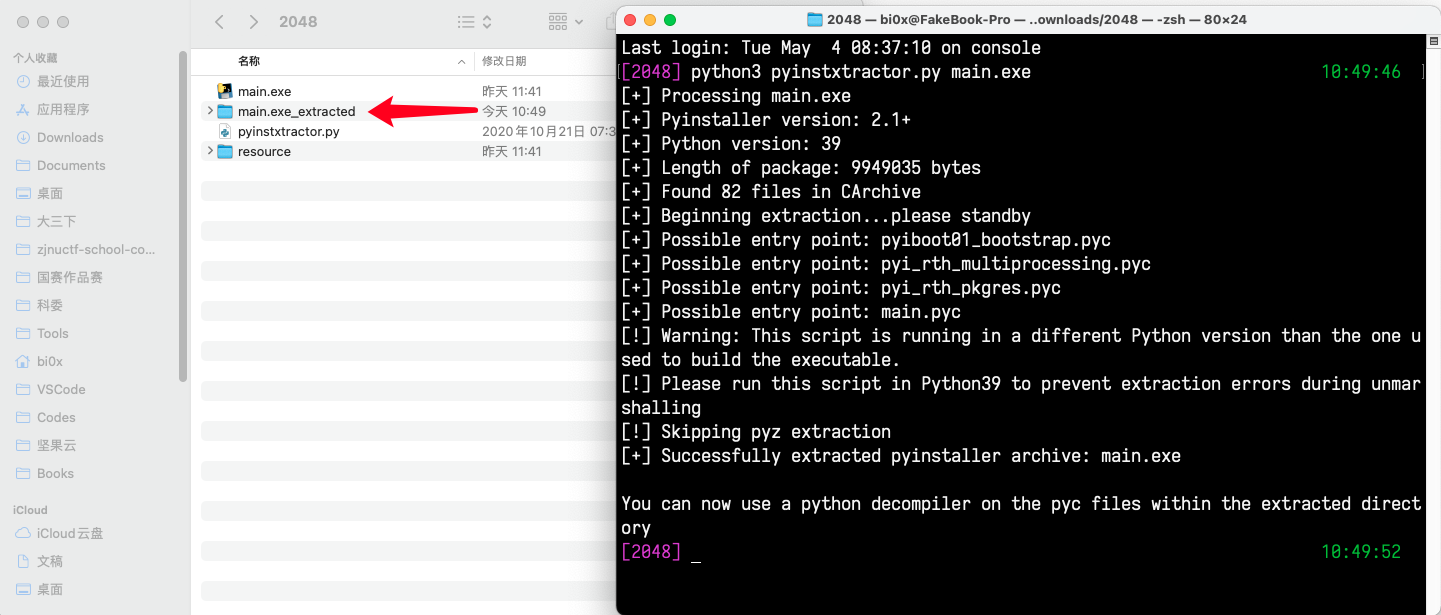 2048
个人收藏
最近使用
应用程序
Downloads
Documents
桌面
大三下
zjnuctf-school-co...
国赛作品赛
科委
Tools
bi0x
VSCode
Codes
坚果云
Books
iCloud
iCloud云盘
文稿
桌面
名称 修改日期
main.exe 昨天 11:41
main.exe_extracted 今天 10:49
pyinstxtractor.py 2020年10月21日 07:3
resource 昨天 11:41
2048 — bi0x@FakeBook-Pro — ..ownloads/2048 — -zsh — 80×24
Last login: Tue May  4 08:37:10 on console
[2048] python3 pyinstxtractor.py main.exe 10:49:46
[+] Processing main.exe
[+] Pyinstaller version: 2.1+
[+] Python version: 39
[+] Length of package: 9949035 bytes
[+] Found 82 files in CArchive
[+] Beginning extraction...please standby
[+] Possible entry point: pyiboot01_bootstrap.pyc
[+] Possible entry point: pyi_rth_multiprocessing.pyc
[+] Possible entry point: pyi_rth_pkgres.pyc
[+] Possible entry point: main.pyc
[!] Warning: This script is running in a different Python version than the one u
sed to build the executable.
[!] Please run this script in Python39 to prevent extraction errors during unmar
shalling
[!] Skipping pyz extraction
[+] Successfully extracted pyinstaller archive: main.exe
You can now use a python decompiler on the pyc files within the extracted direct
ory
[2048] _ 10:49:52